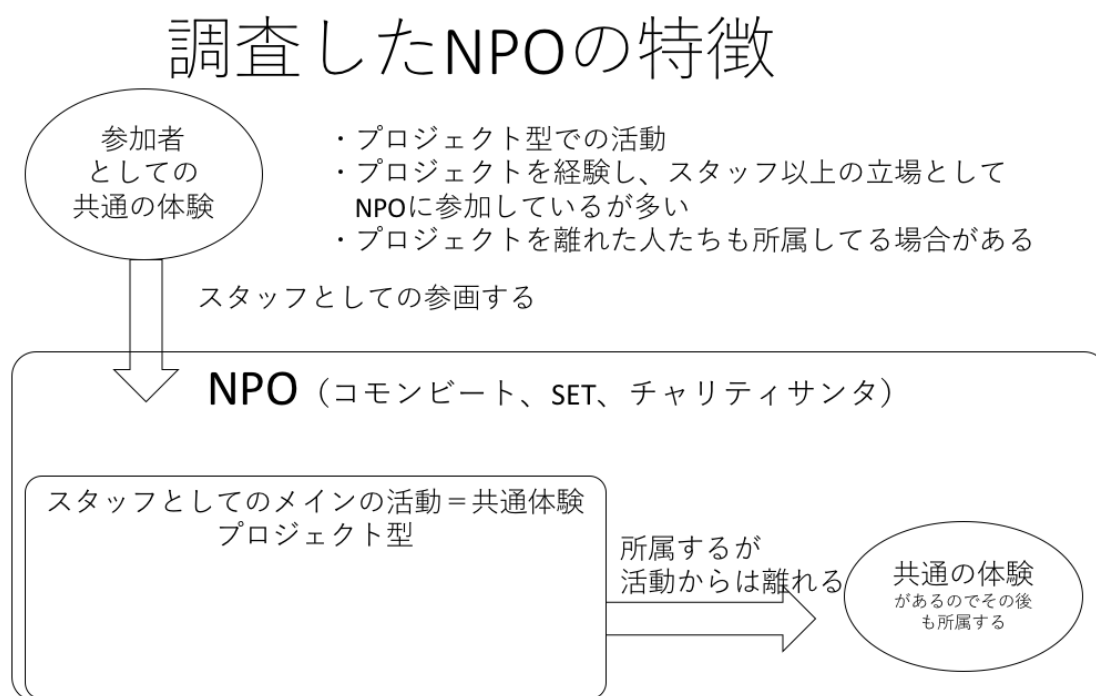 調査したNPOの特徴
参加者
としての
共通の体験
・プロジェクト型での活動
・プロジェクトを経験し、スタッフ以上の立場として
NPOに参加しているが多い
・プロジェクトを離れた人たちも所属してる場合がある
スタッフとしての参画する
NPO（コモンビート、SET、チャリティサンタ）
スタッフとしてのメインの活動＝共通体験
プロジェクト型
所属するが
活動からは離れる
共通の体験
があるのでその後
も所属する